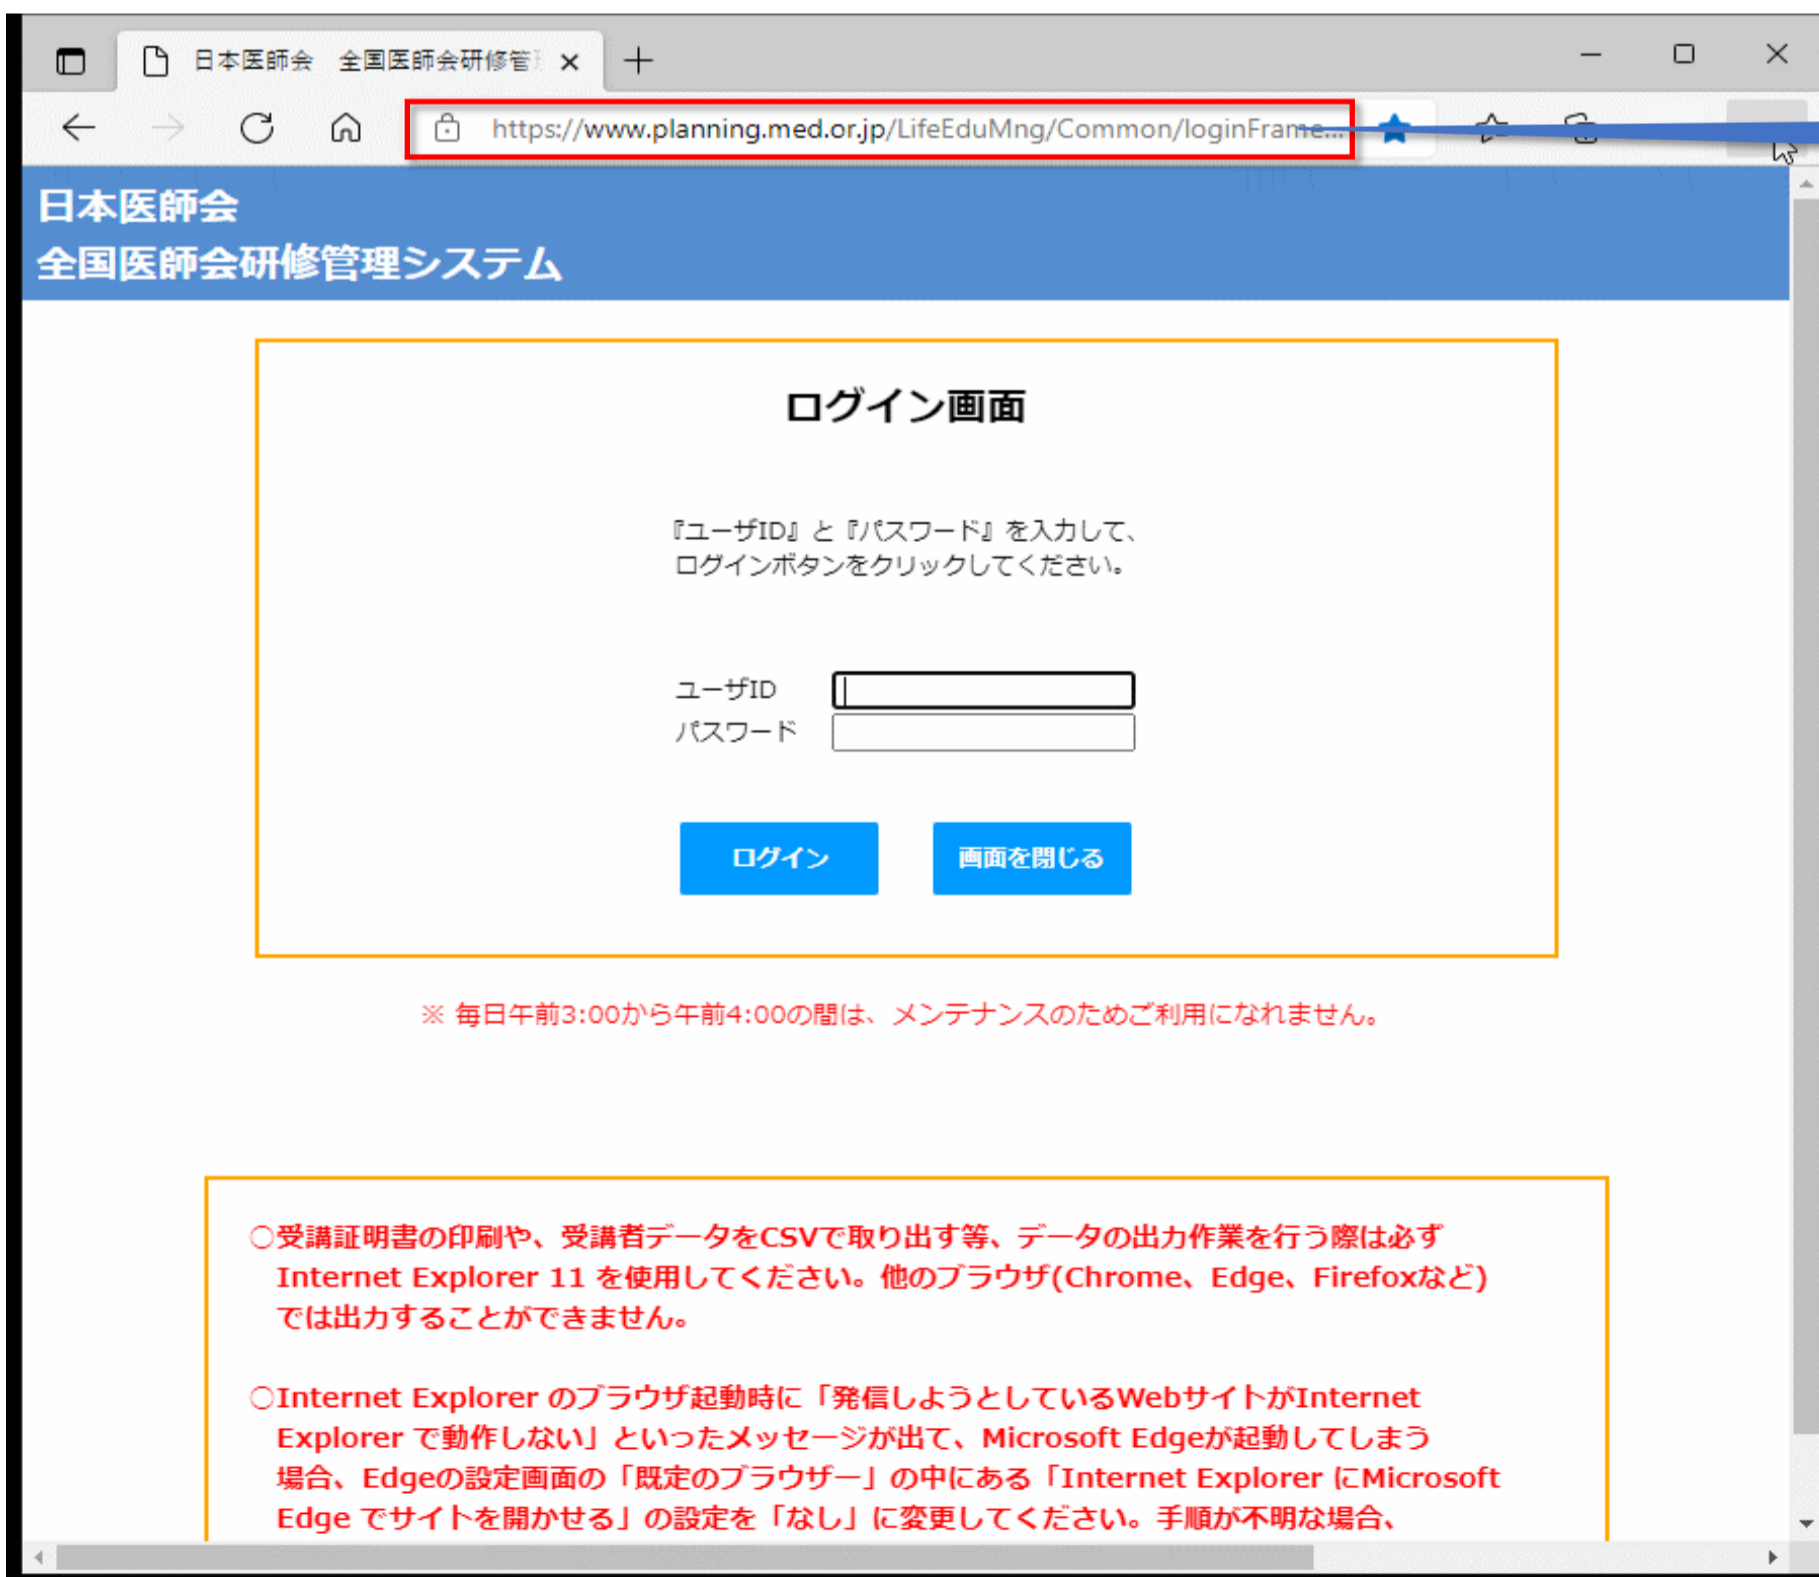 日本医師会　全国医師会研修管
https://www.planning.med.or.jp/LifeEduMng/Common/loginFrame...
日本医師会
全国医師会研修管理システム
ログイン画面
『ユーザID』と『パスワード』を入力して、
ログインボタンをクリックしてください。
ユーザID
パスワード
ログイン　画面を閉じる
※ 毎日午前3:00から午前4:00の間は、メンテナンスのためご利用になれません。
○受講証明書の印刷や、受講者データをCSVで取り出す等、データの出力作業を行う際は必ず
Internet Explorer 11 を使用してください。他のブラウザ(Chrome、Edge、Firefoxなど)
では出力することができません。
○Internet Explorer のブラウザ起動時に「発信しようとしているWebサイトがInternet
Explorer で動作しない」といったメッセージが出て、Microsoft Edgeが起動してしまう
場合、Edgeの設定画面の「既定のブラウザー」の中にある「Internet Explorer にMicrosoft
Edge でサイトを開かせる」の設定を「なし」に変更してください。手順が不明な場合、